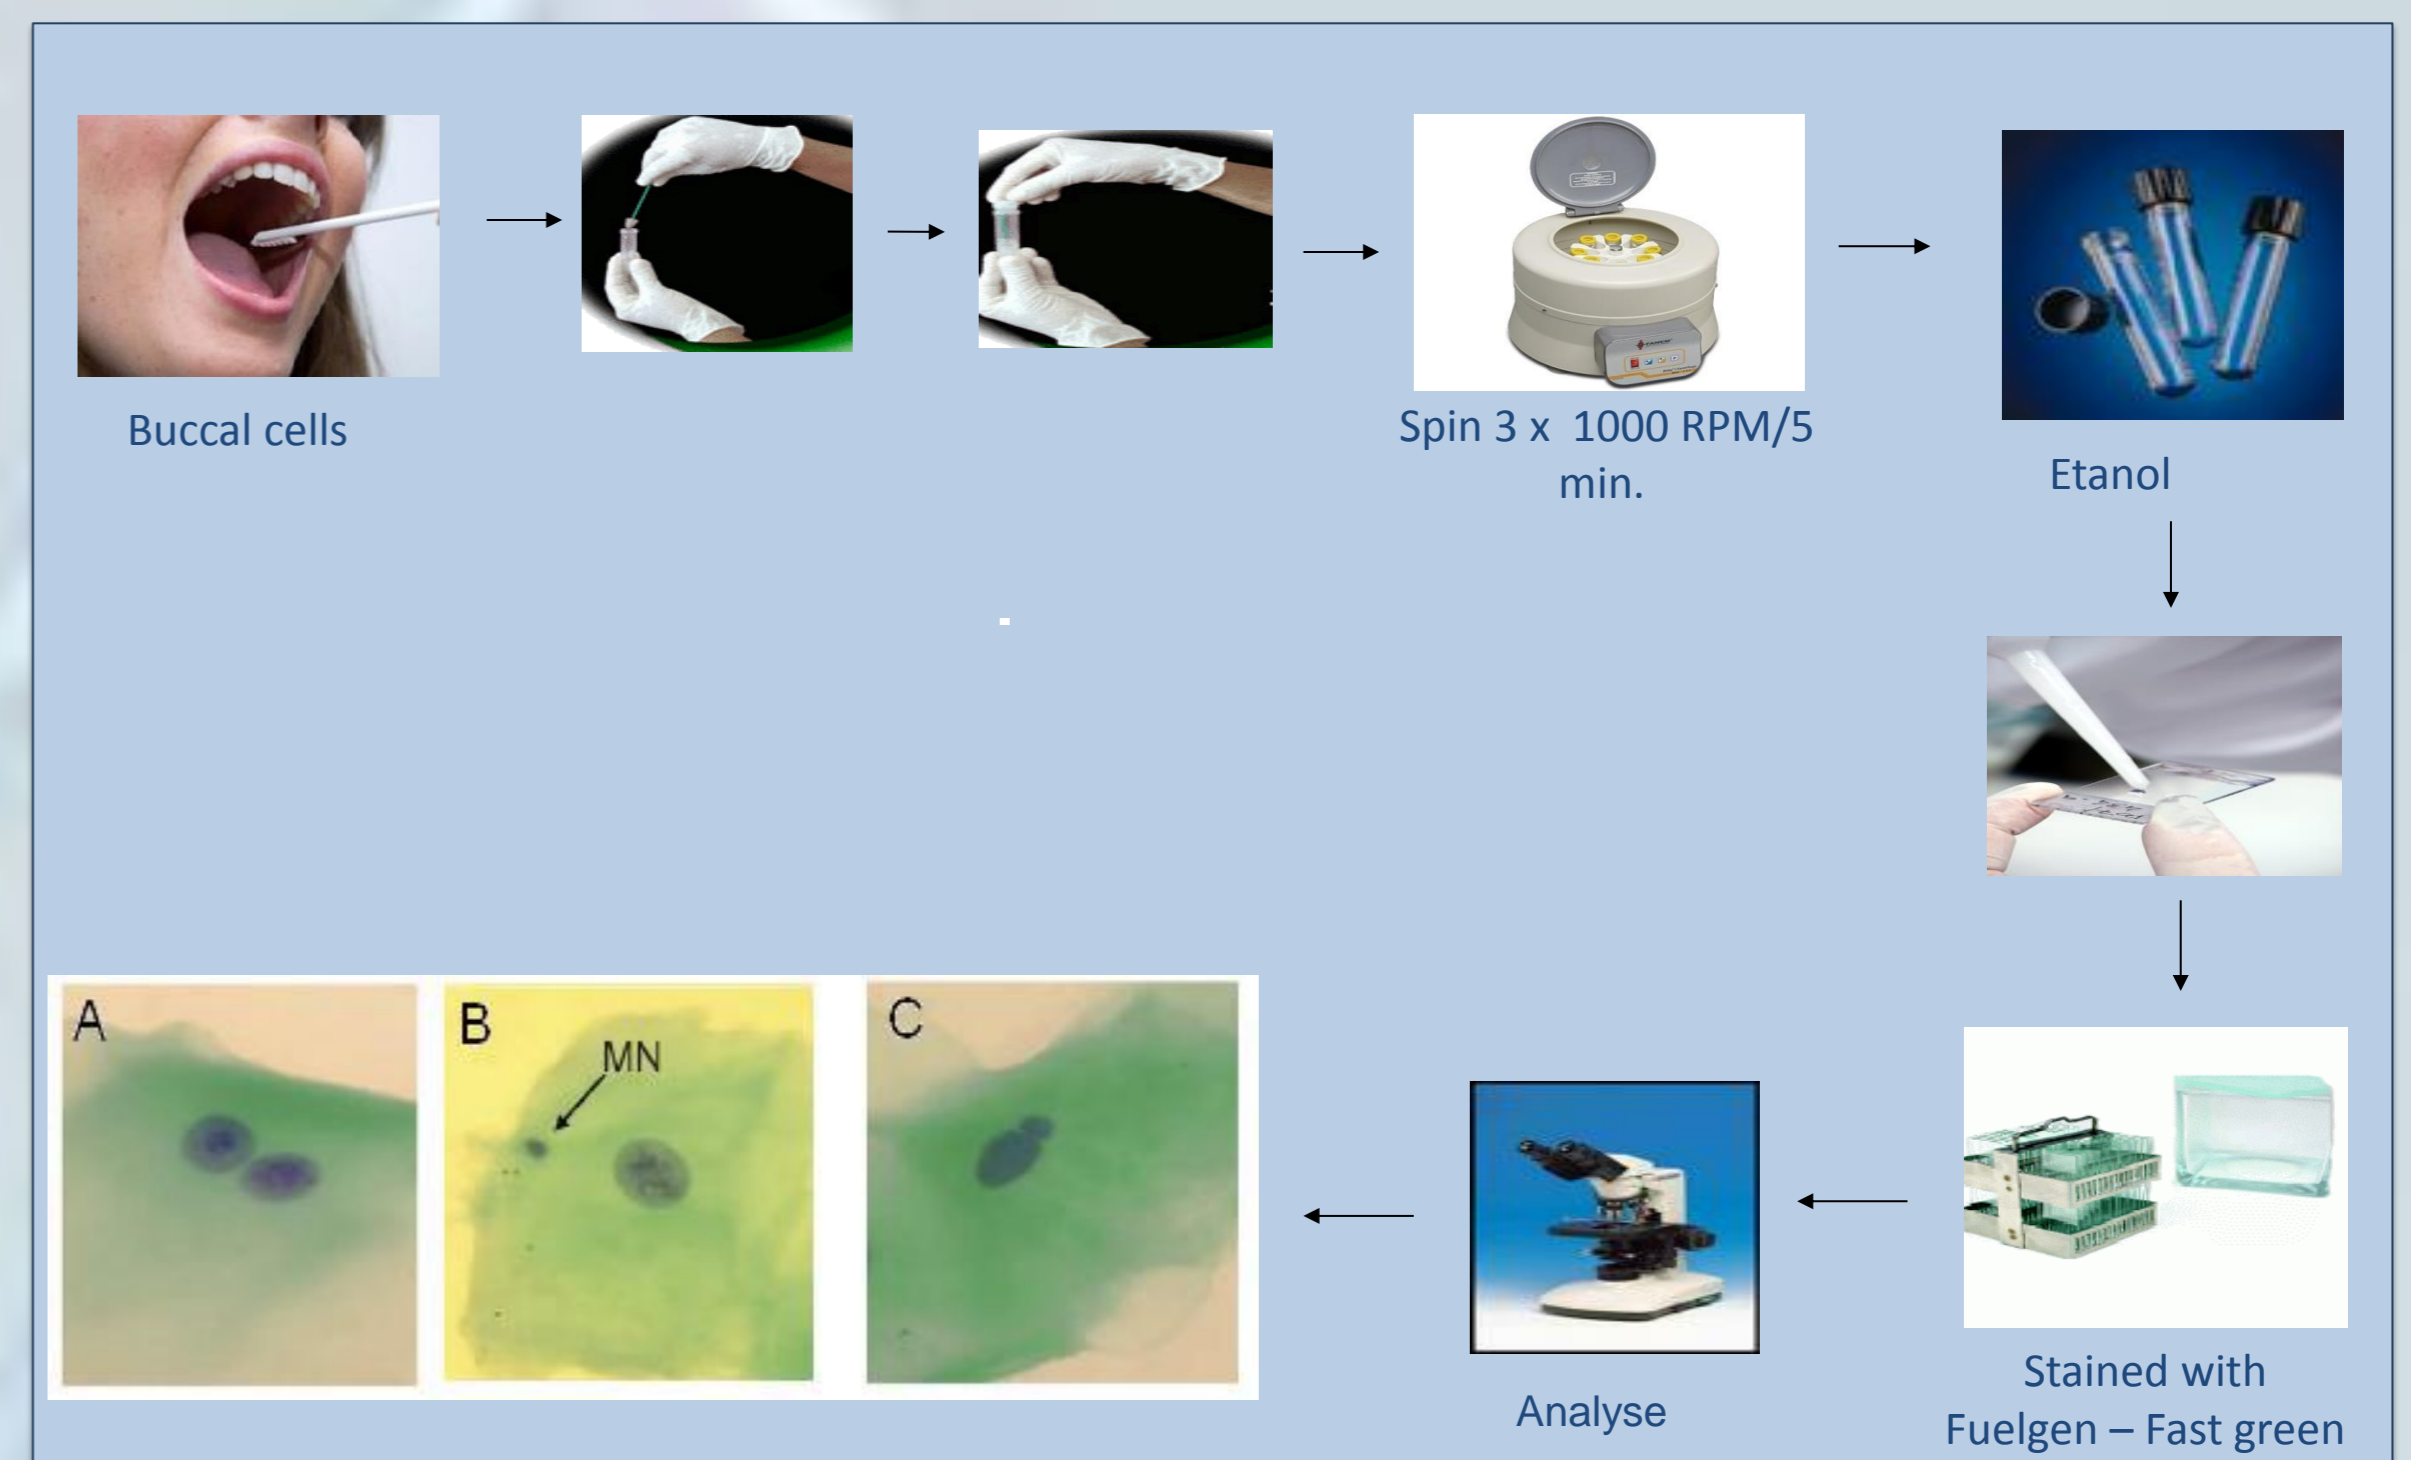 Buccal cells
Spin 3 x 1000 RPM/5
min.
Etanol
A
B
MN
C
Analyse
Stained with
Fuelgen – Fast green